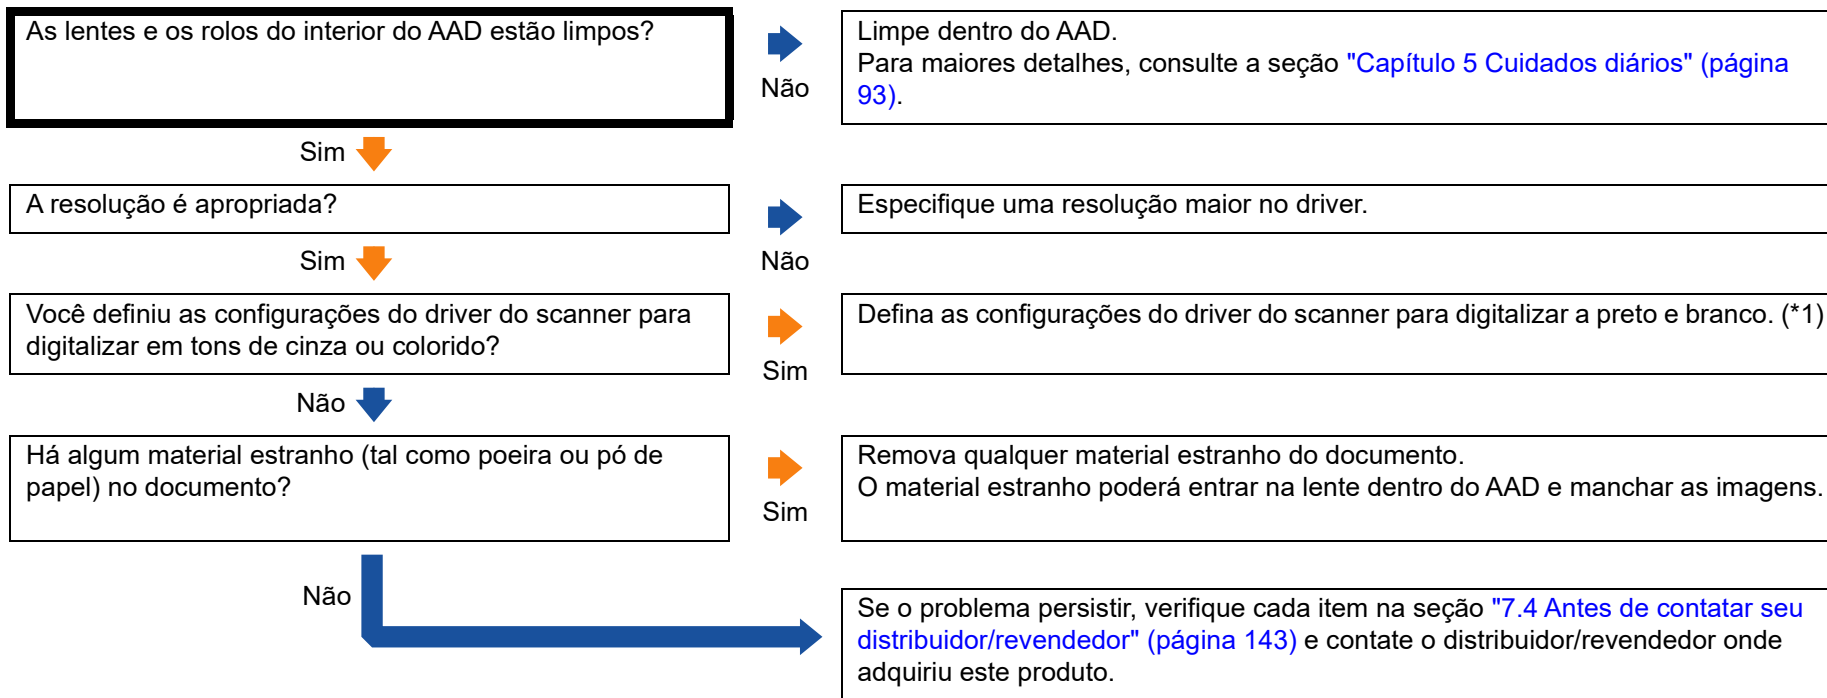 As lentes e os rolos do interior do AAD estão limpos?
Não
Limpe dentro do AAD.
Para maiores detalhes, consulte a seção "Capítulo 5 Cuidados diários" (página
93).
Sim
A resolução é apropriada?
Não
Especifique uma resolução maior no driver.
Sim
Você definiu as configurações do driver do scanner para
digitalizar em tons de cinza ou colorido?
Sim
Defina as configurações do driver do scanner para digitalizar a preto e branco. (*1)
Não
Há algum material estranho (tal como poeira ou pó de
papel) no documento?
Sim
Remova qualquer material estranho do documento.
O material estranho poderá entrar na lente dentro do AAD e manchar as imagens.
Não
Se o problema persistir, verifique cada item na seção "7.4 Antes de contatar seu
distribuidor/revendedor" (página 143) e contate o distribuidor/revendedor onde
adquiriu este produto.